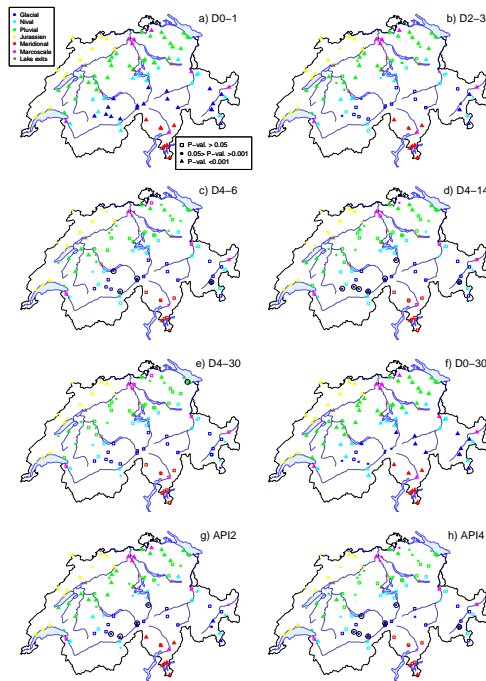 Glacial
Nival
Pluvial
Jurassian
Meridional
Marcoscale
Lake exits
a) D0–1
b) D2–3
P–val. > 0.05
0.05> P–val. >0.001
P–val. <0.001
c) D4–6
d) D4–14
e) D4–30
f) D0–30
g) API2
h) API4